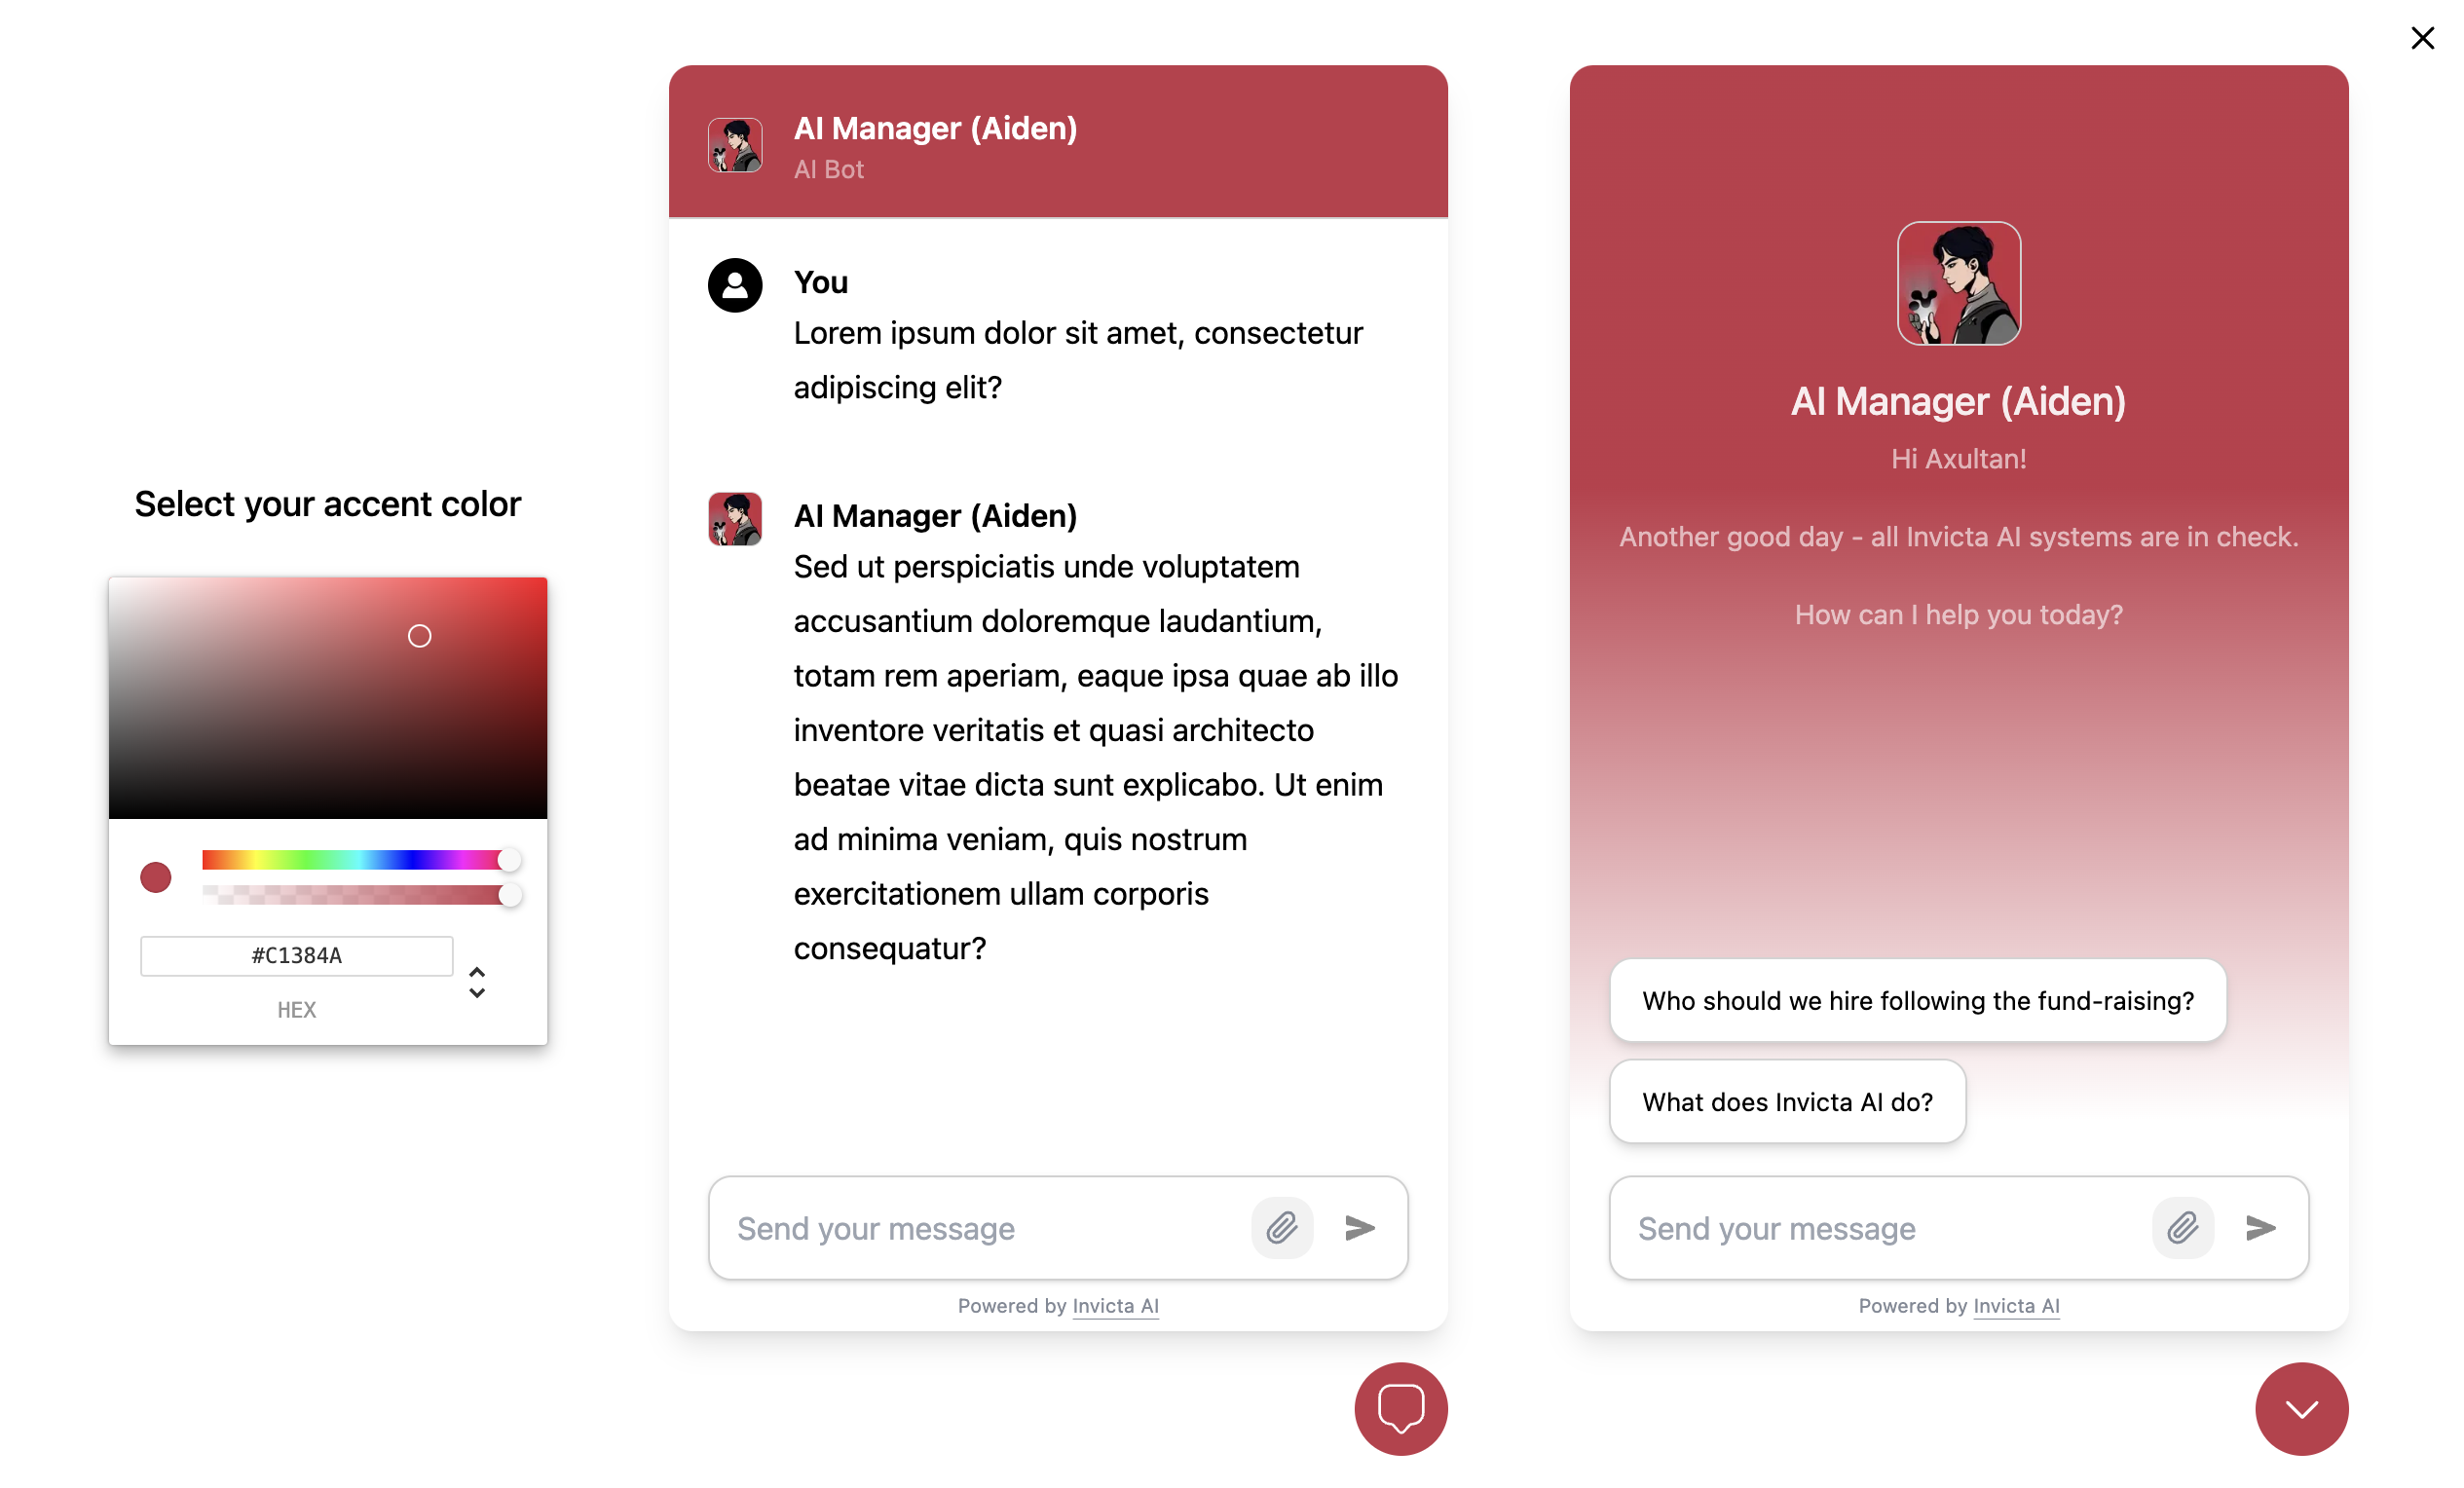 Select your accent color
#C1384A
HEX
AI Manager (Aiden)
AI Bot
You
Lorem ipsum dolor sit amet, consectetur
adipiscing elit?
AI Manager (Aiden)
Sed ut perspiciatis unde voluptatem
accusantium doloremque laudantium,
totam rem aperiam, eaque ipsa quae ab illo
inventore veritatis et quasi architecto
beatae vitae dicta sunt explicabo. Ut enim
ad minima veniam, quis nostrum
exercitationem ullam corporis
consequatur?
Send your message
Powered by Invicta AI
AI Manager (Aiden)
Hi Axultan!
Another good day - all Invicta AI systems are in check.
How can I help you today?
Who should we hire following the fund-raising?
What does Invicta AI do?
Send your message
Powered by Invicta AI